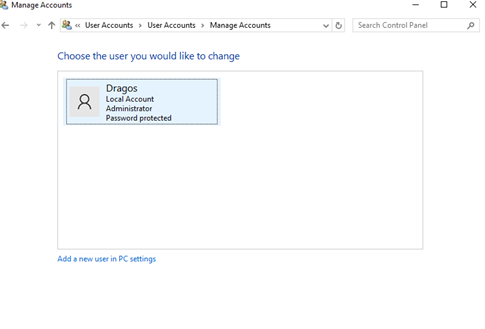 Manage Accounts
« User Accounts › User Accounts › Manage Accounts
Search Control Panel
Choose the user you would like to change
Dragos
Local Account
Administrator
Password protected
Add a new user in PC settings